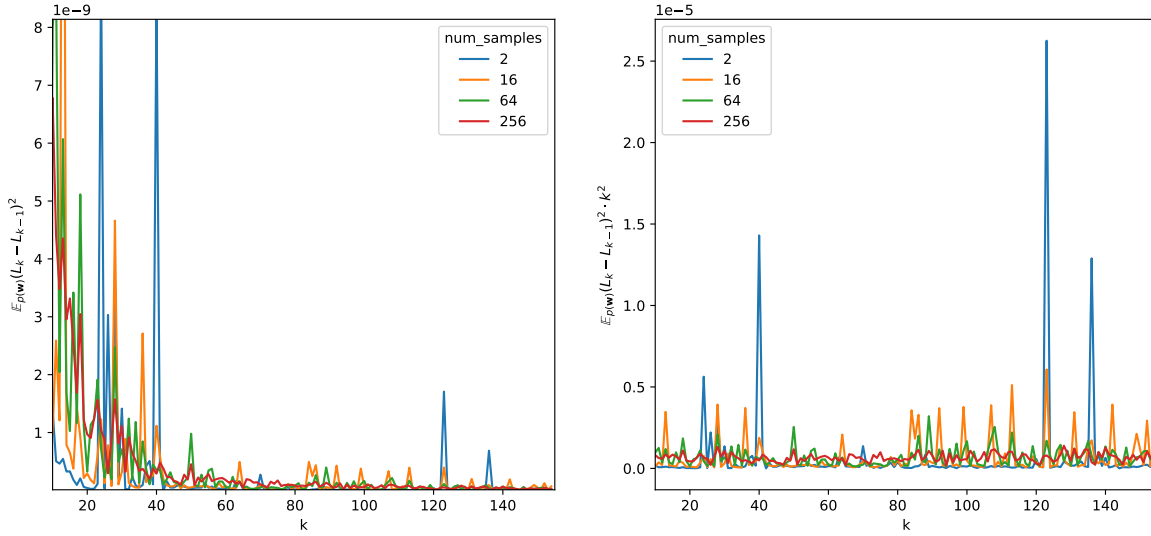 1e−9
8
7
6
5
4
3
2
1
𝔼p(𝐰)(Lₖ − Lₖ₋₁)²
20 40 60 80 100 120 140
k
num_samples
2
16
64
256
1e−5
2.5
2.0
1.5
1.0
0.5
0.0
𝔼p(𝐰)(Lₖ − Lₖ₋₁)² · k²
20 40 60 80 100 120 140
k
num_samples
2
16
64
256